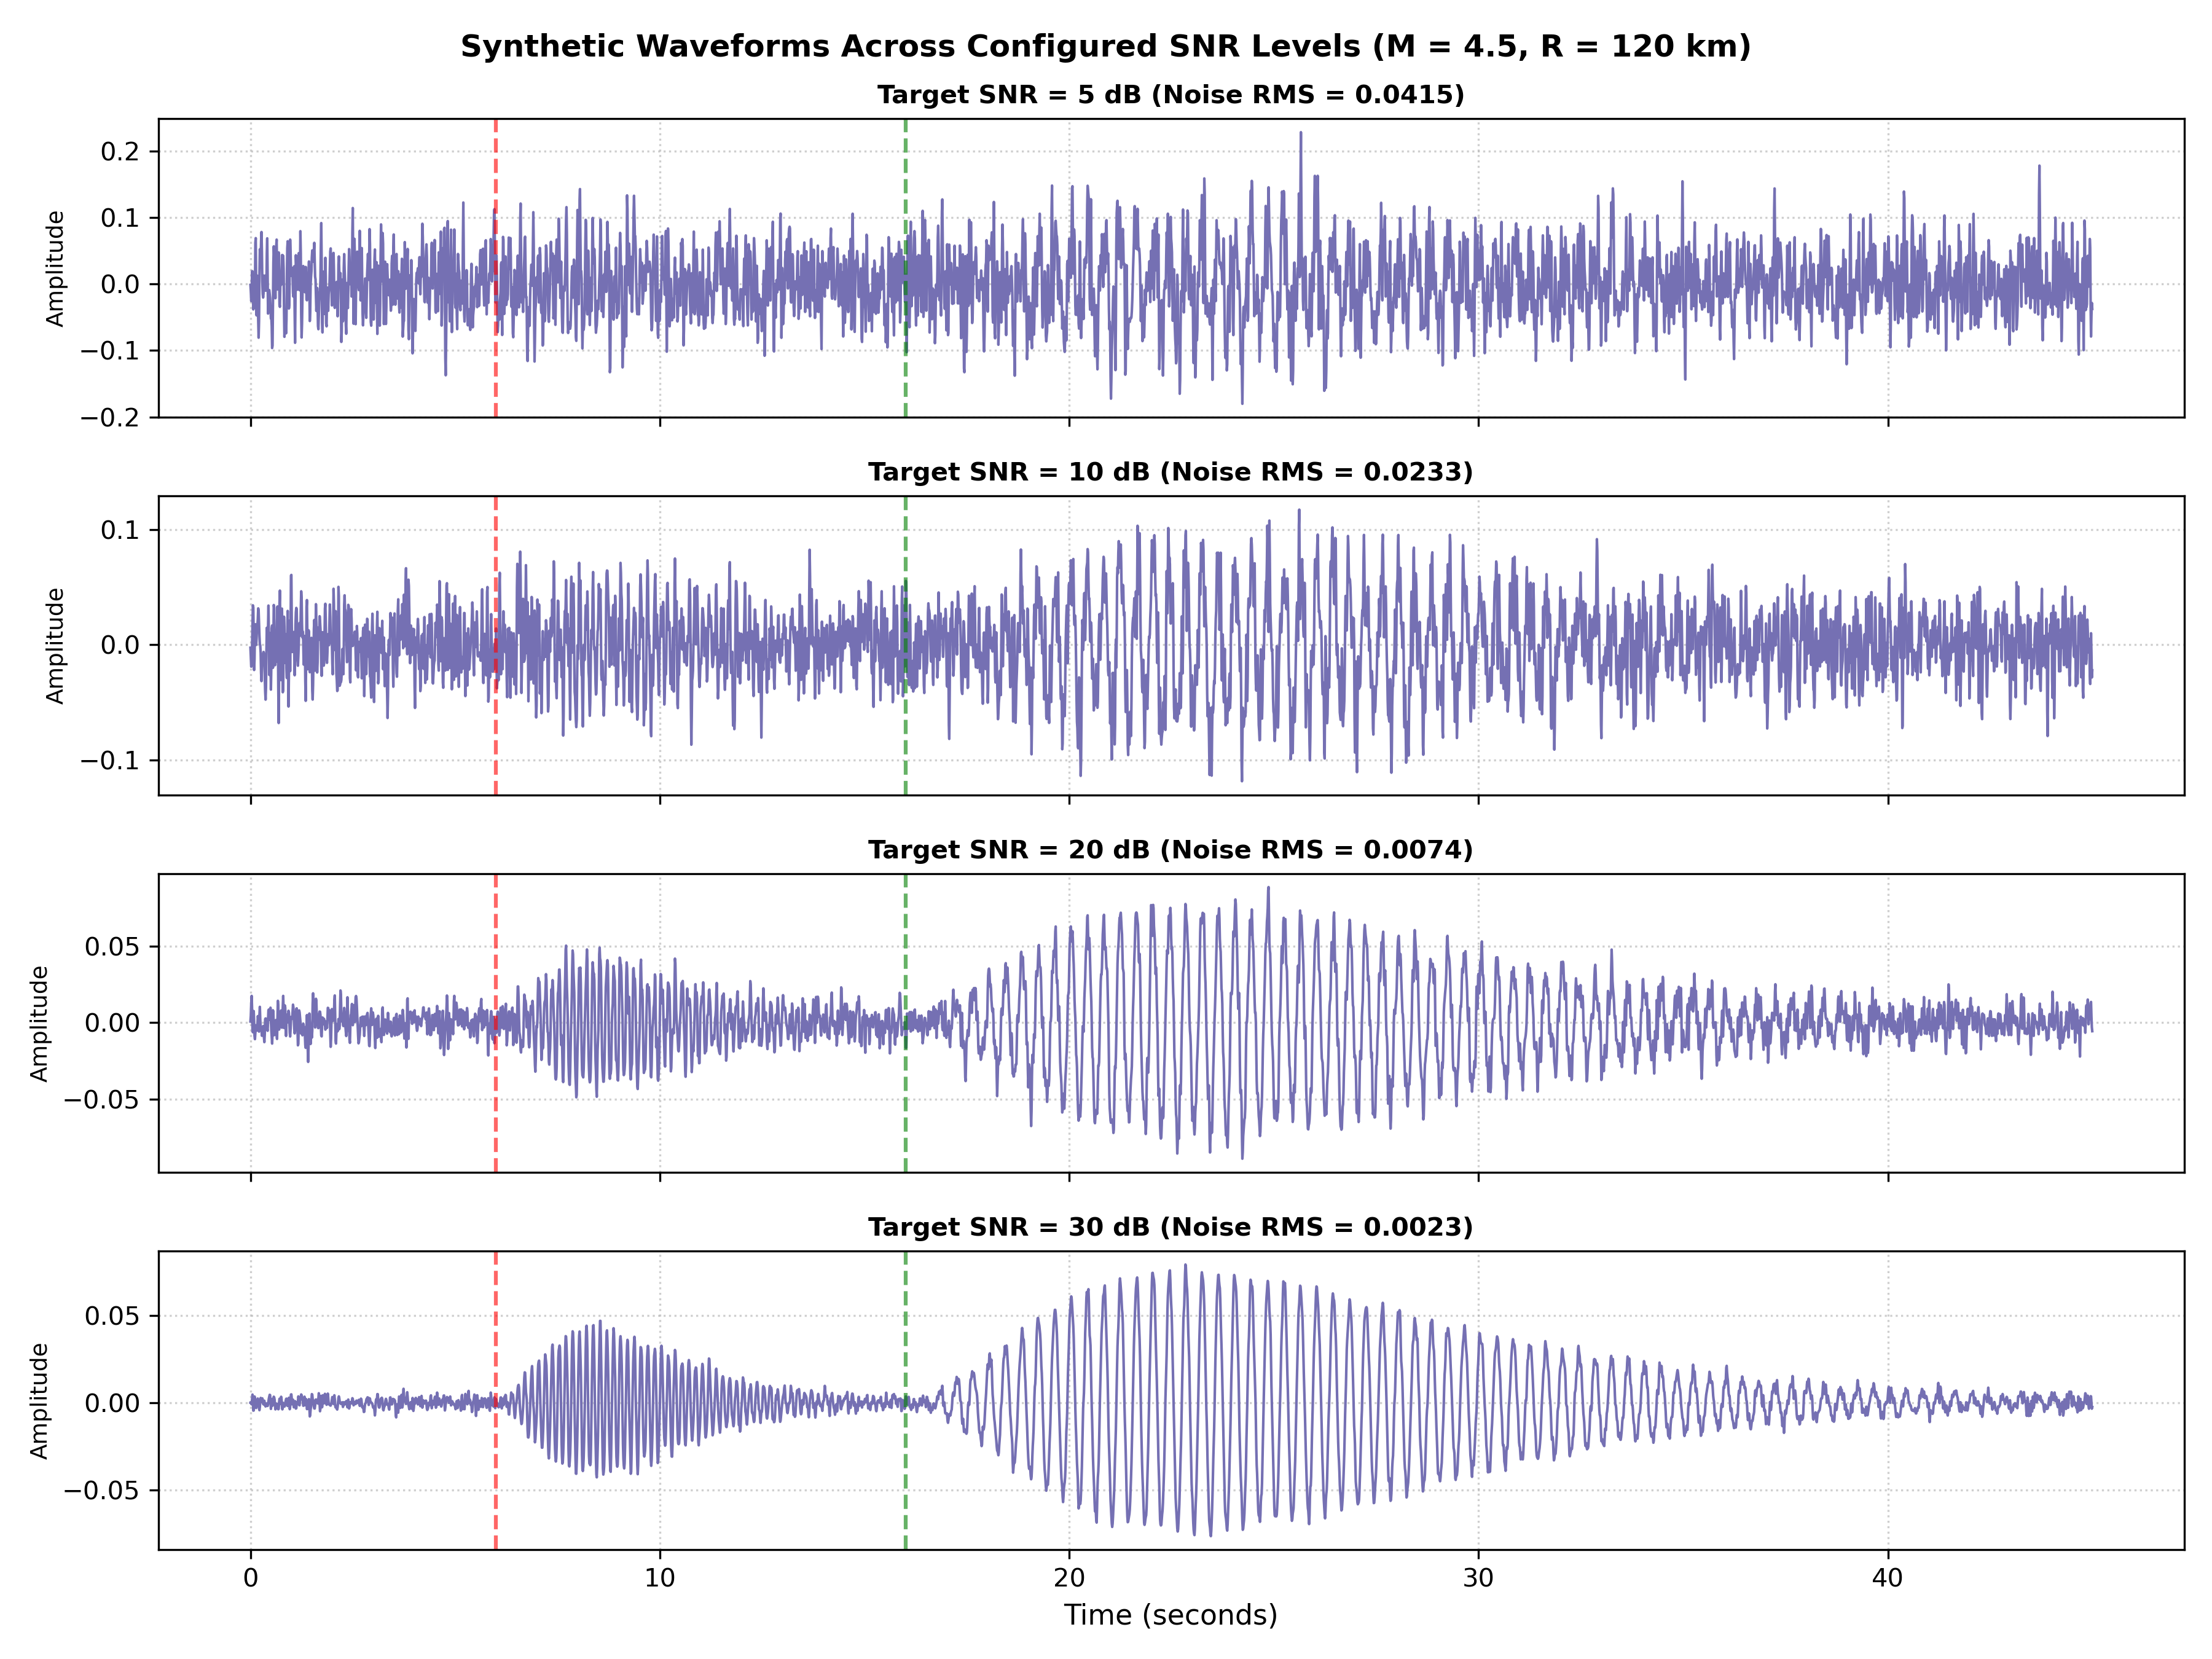 Synthetic Waveforms Across Configured SNR Levels (M = 4.5, R = 120 km)
Target SNR = 5 dB (Noise RMS = 0.0415)
Amplitude
0.2
0.1
0.0
−0.1
−0.2
Target SNR = 10 dB (Noise RMS = 0.0233)
Amplitude
0.1
0.0
−0.1
Target SNR = 20 dB (Noise RMS = 0.0074)
Amplitude
0.05
0.00
−0.05
Target SNR = 30 dB (Noise RMS = 0.0023)
Amplitude
0.05
0.00
−0.05
0 10 20 30 40
Time (seconds)